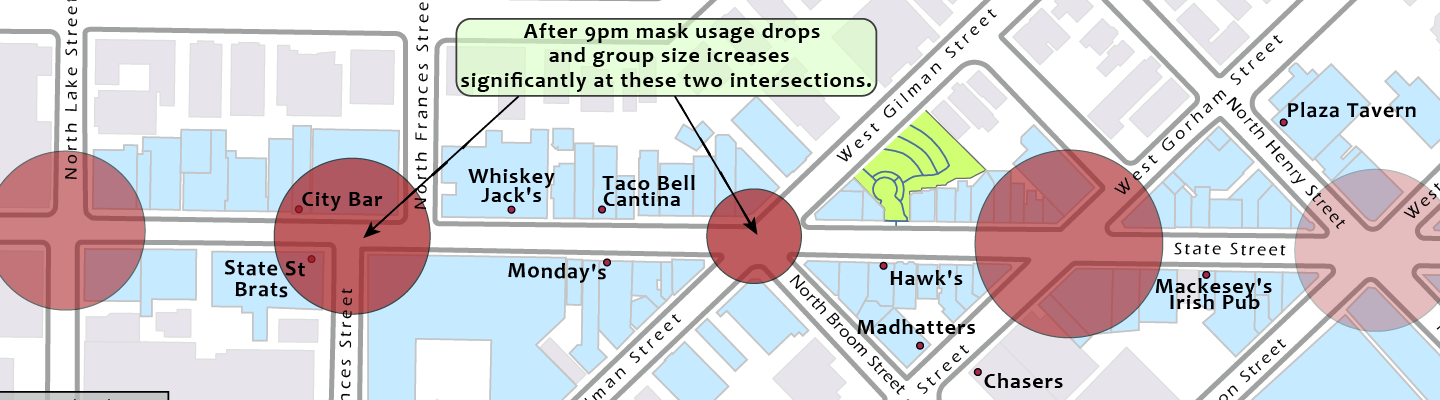 After 9pm mask usage drops
and group size icreases
significantly at these two intersections.
North Lake Street
North Frances Stree
West Gilman Street
West Gorham Street
North Henry Street
Plaza Tavern
Whiskey
Jack's
Taco Bell
Cantina
City Bar
State St
Brats
Monday's
Hawk's
State Street
Mackesey's
Irish Pub
Madhatters
Chasers
North Broom Street
lman Street
nces Street
Street
on Street
West